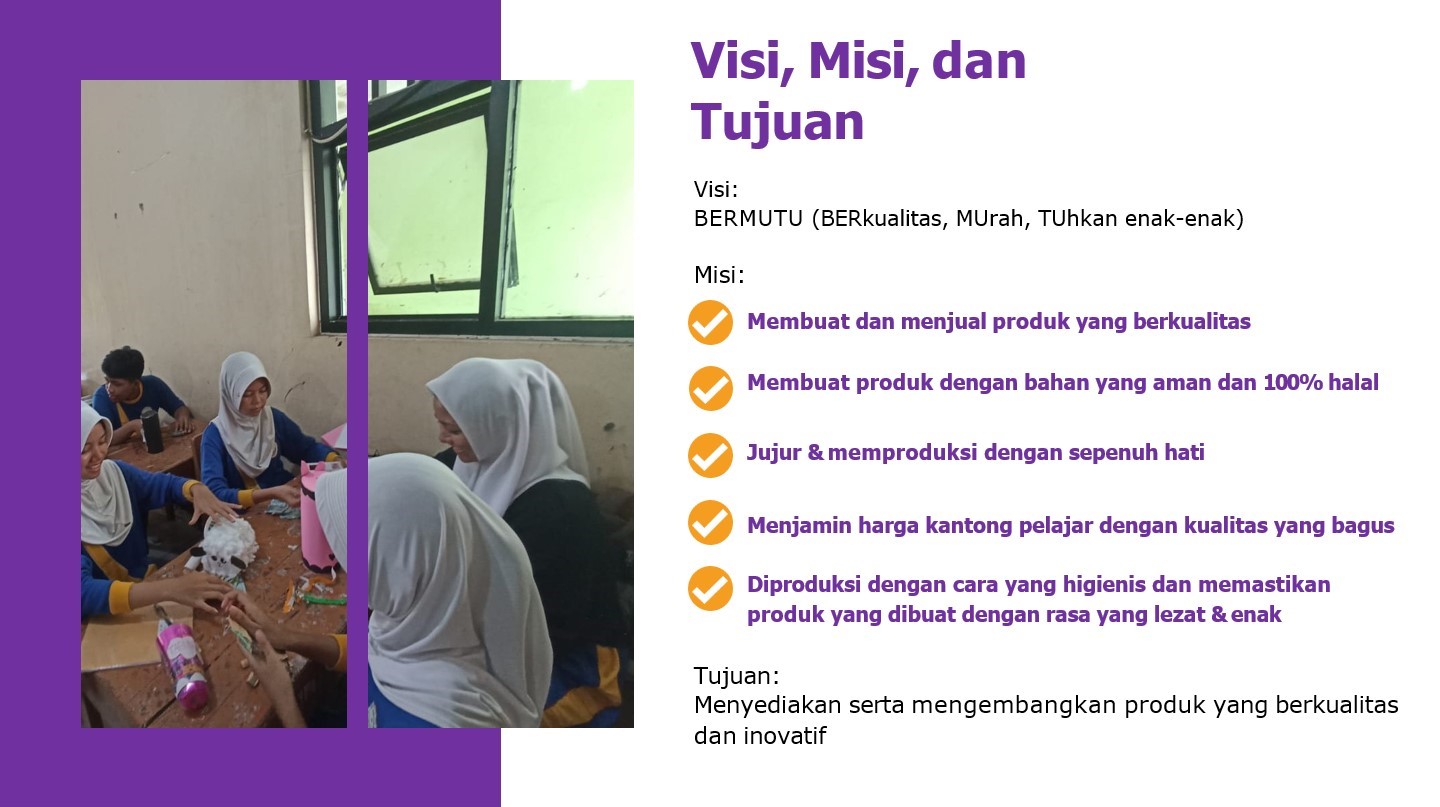 Visi, Misi, dan
Tujuan
Visi:
BERMUTU (BERkualitas, MUrah, TUhkan enak-enak)
Misi:
Membuat dan menjual produk yang berkualitas
Membuat produk dengan bahan yang aman dan 100% halal
Jujur & memproduksi dengan sepenuh hati
Menjamin harga kantong pelajar dengan kualitas yang bagus
Diproduksi dengan cara yang higienis dan memastikan
produk yang dibuat dengan rasa yang lezat & enak
Tujuan:
Menyediakan serta mengembangkan produk yang berkualitas
dan inovatif